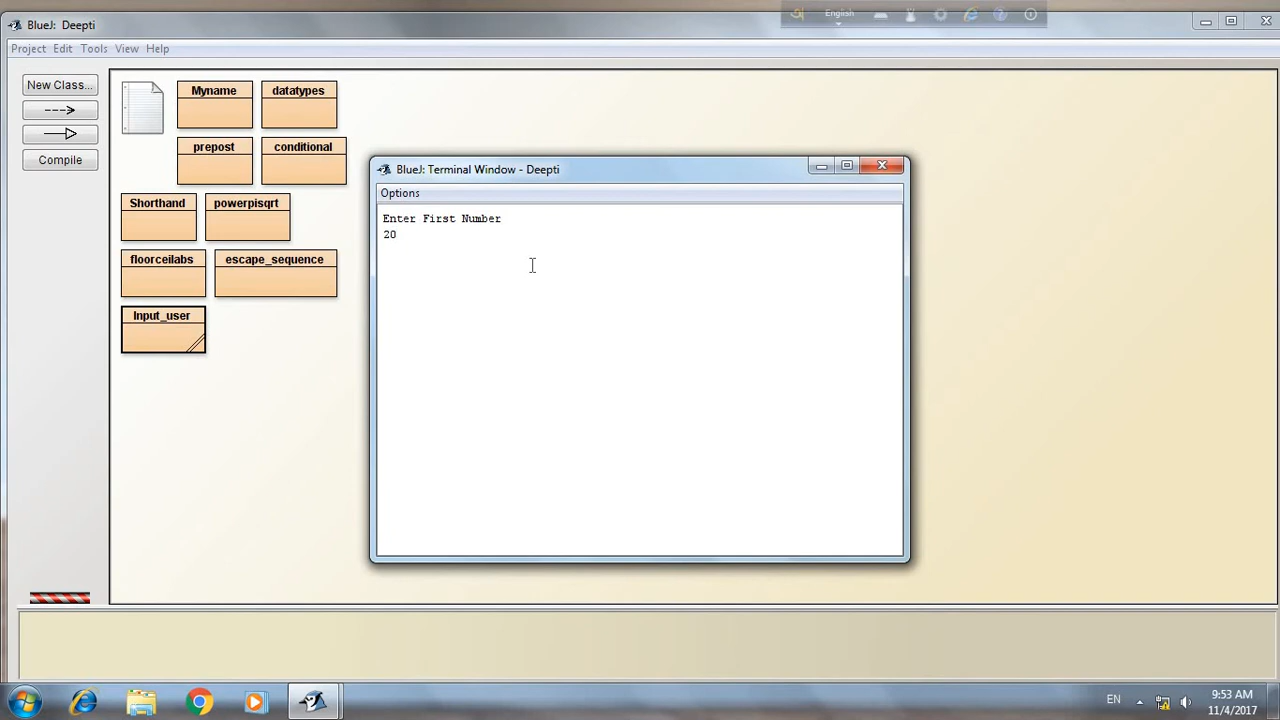 BlueJ: Deepti
English
Project Edit Tools View Help
New Class...
Compile
Myname
datatypes
prepost
conditional
Shorthand
powerpisqrt
floorceilabs
escape_sequence
Input_user
BlueJ: Terminal Window - Deepti
Options
Enter First Number
20
EN
9:53 AM
11/4/2017